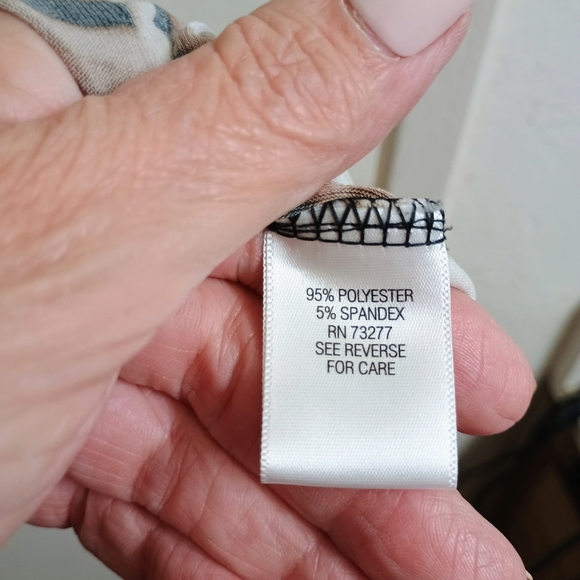 95% POLYESTER
5% SPANDEX
RN 73277
SEE REVERSE
FOR CARE